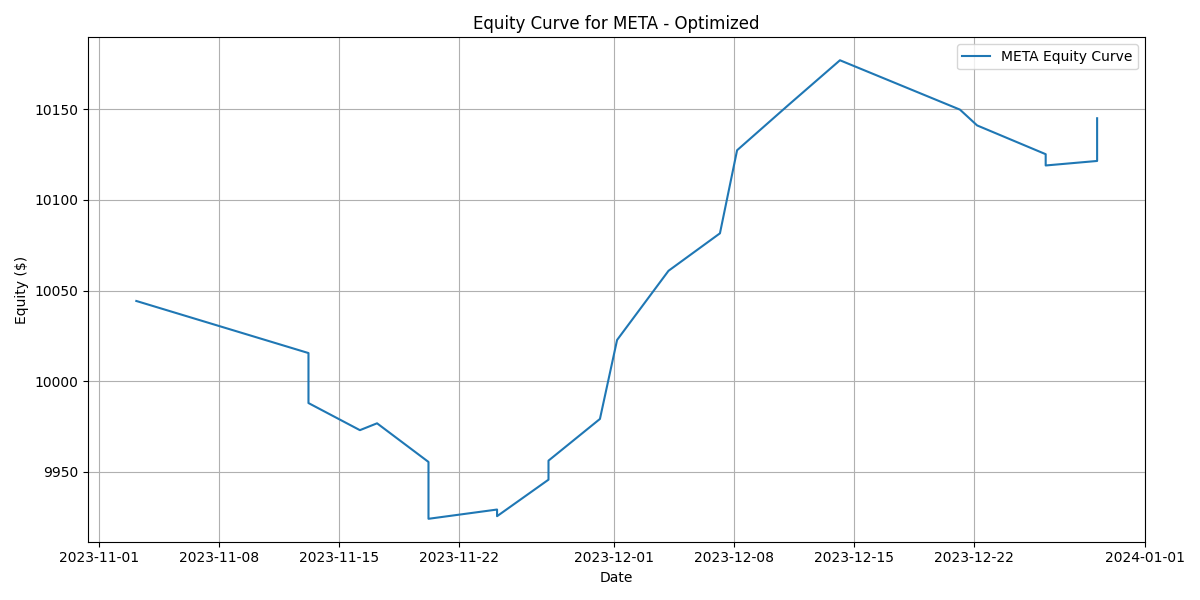 Equity Curve for META - Optimized
META Equity Curve
Equity ($)
10150
10100
10050
10000
9950
2023-11-01 2023-11-08 2023-11-15 2023-11-22 2023-12-01 2023-12-08 2023-12-15 2023-12-22 2024-01-01
Date